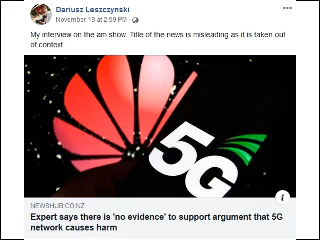 Dariusz Leszczynski
November 19 at 2:59 PM ·
My interview on the am show. Title of the news is misleading as it is taken out
of context
5G
NEWSHUB.CO.NZ
Expert says there is 'no evidence' to support argument that 5G
network causes harm